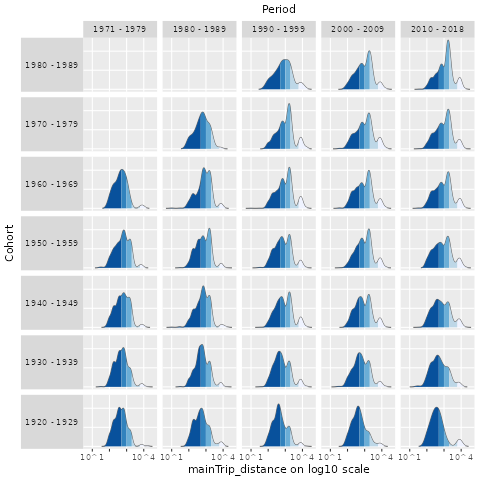 Period
1971 - 1979 1980 - 1989 1990 - 1999 2000 - 2009 2010 - 2018
Cohort
1980 - 1989
1970 - 1979
1960 - 1969
1950 - 1959
1940 - 1949
1930 - 1939
1920 - 1929
10^1 10^4 10^1 10^4 10^1 10^4 10^1 10^4 10^1 10^4
mainTrip_distance on log10 scale